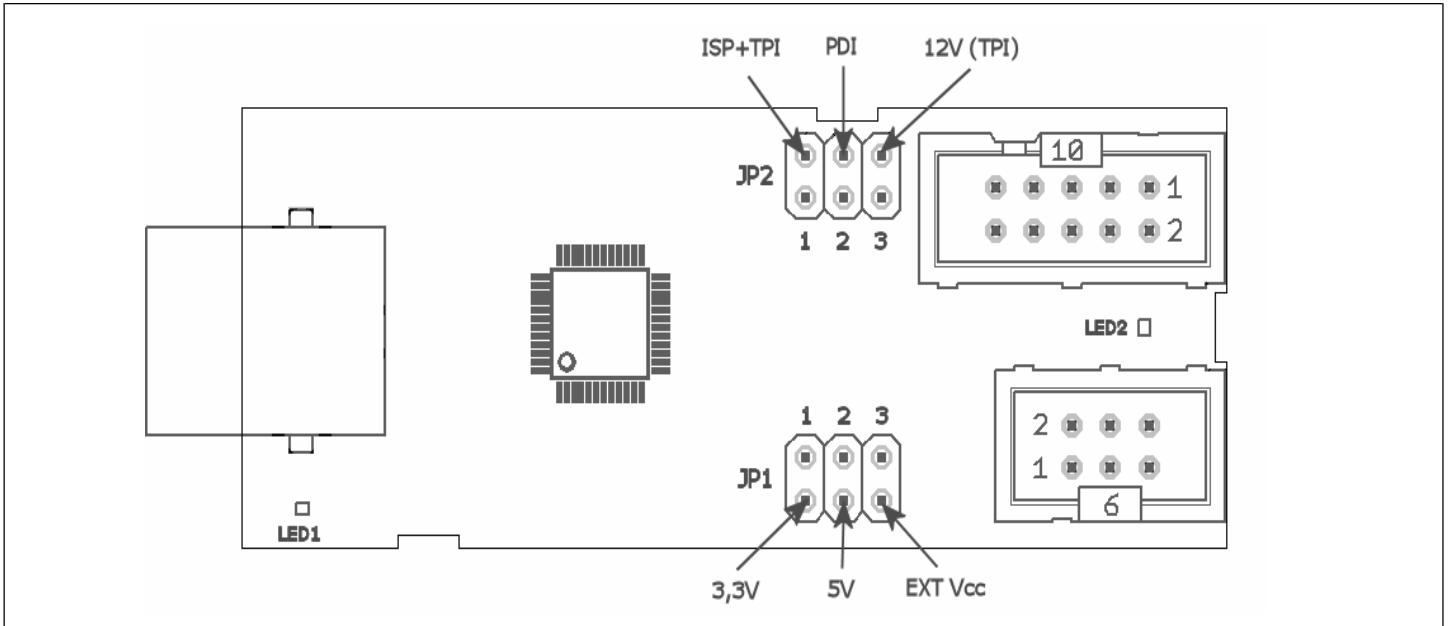 ISP+TPI PDI 12V (TPI)
10
JP2
1
2
1 2 3
LED2
1 2 3
2
JP1
1
6
LED1
3,3V 5V EXT Vcc